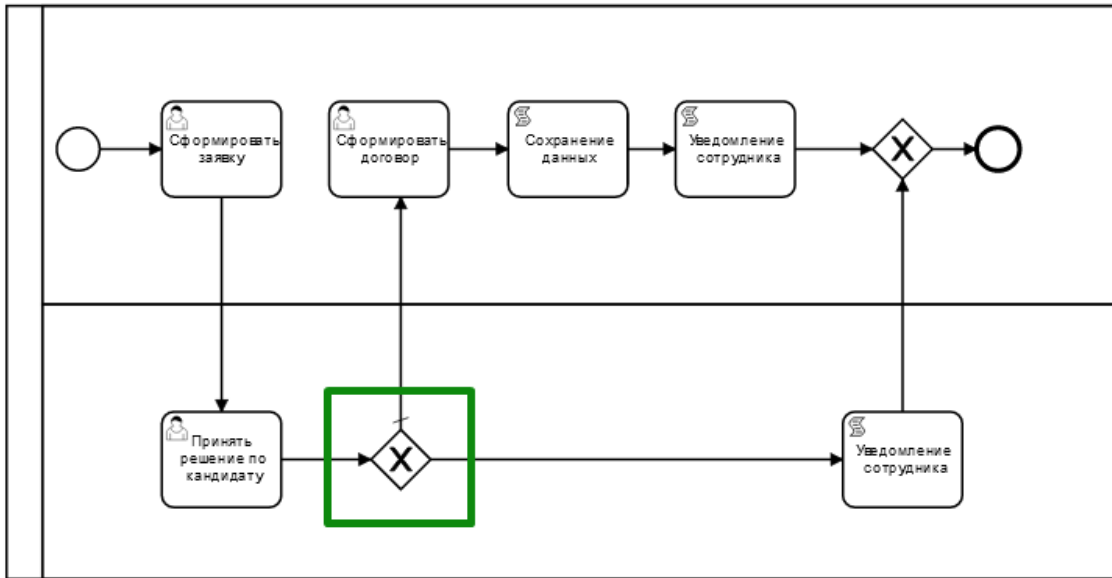 Сформировать
заявку
Сформировать
договор
Сохранение
данных
Уведомление
сотрудника
X
Принять
решение по
кандидату
X
Уведомление
сотрудника